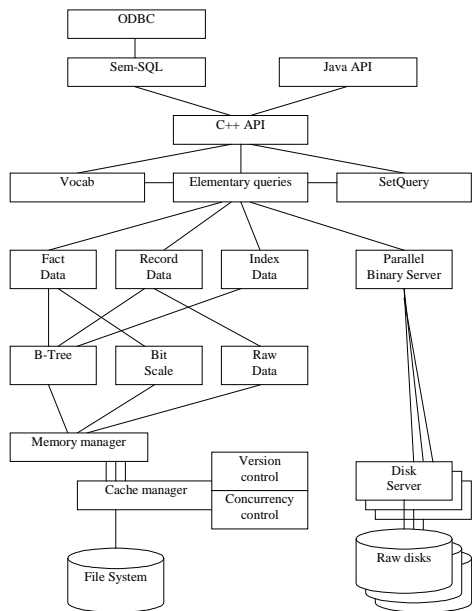 ODBC
Sem-SQL
Java API
C++ API
Vocab
Elementary queries
SetQuery
Fact
Data
Record
Data
Index
Data
Parallel
Binary Server
B-Tree
Bit
Scale
Raw
Data
Memory manager
Version
control
Cache manager
Concurrency
control
Disk
Server
File System
Raw disks